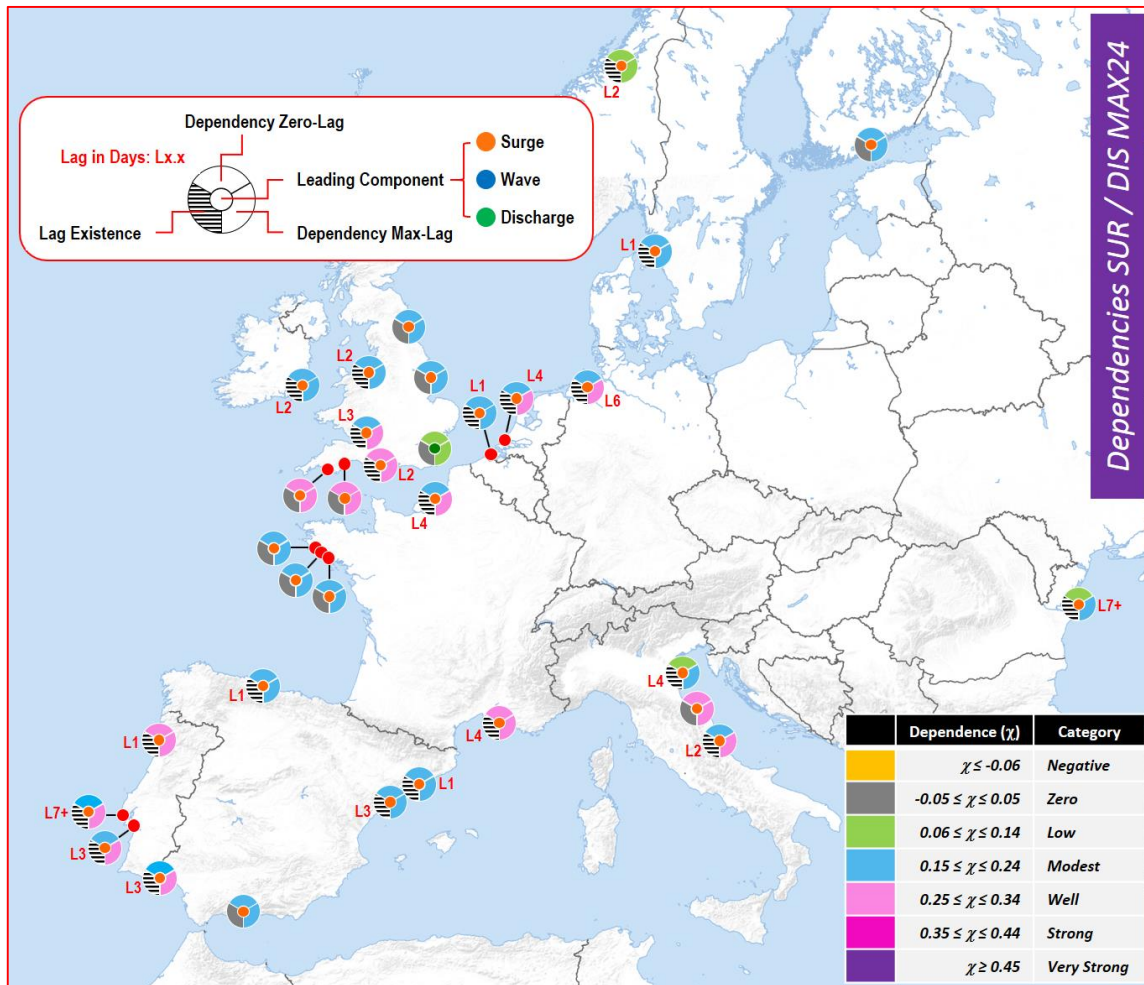 Dependencies SUR / DIS MAX24
Dependency Zero-Lag
Lag in Days: Lx.x
Leading Component
Lag Existence
Dependency Max-Lag
Surge
Wave
Discharge
L2
L1
L2
L2
L3
L2
L1
L4
L6
L4
L7+
L1
L1
L4
L4
L2
L1
L3
L7+
L3
L3
Dependence (χ) Category
χ ≤ -0.06 Negative
-0.05 ≤ χ ≤ 0.05 Zero
0.06 ≤ χ ≤ 0.14 Low
0.15 ≤ χ ≤ 0.24 Modest
0.25 ≤ χ ≤ 0.34 Well
0.35 ≤ χ ≤ 0.44 Strong
χ ≥ 0.45 Very Strong